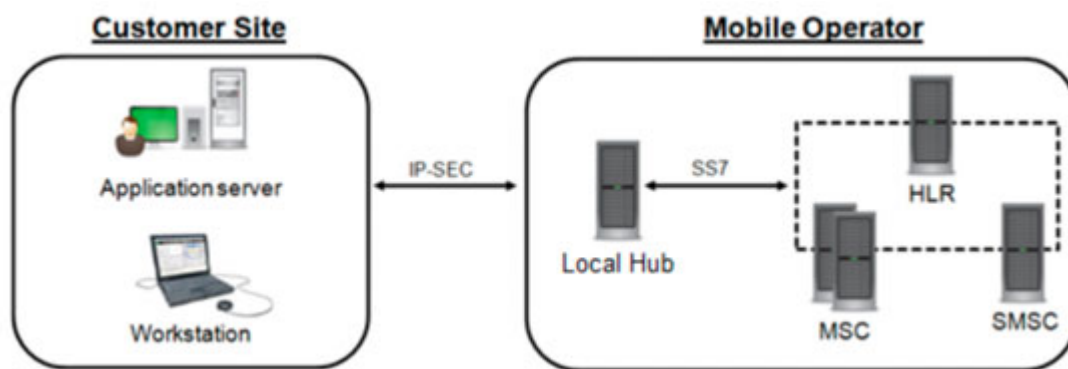 Customer Site
Mobile Operator
Application server
Workstation
IP-SEC
Local Hub
SS7
HLR
MSC
SMSC